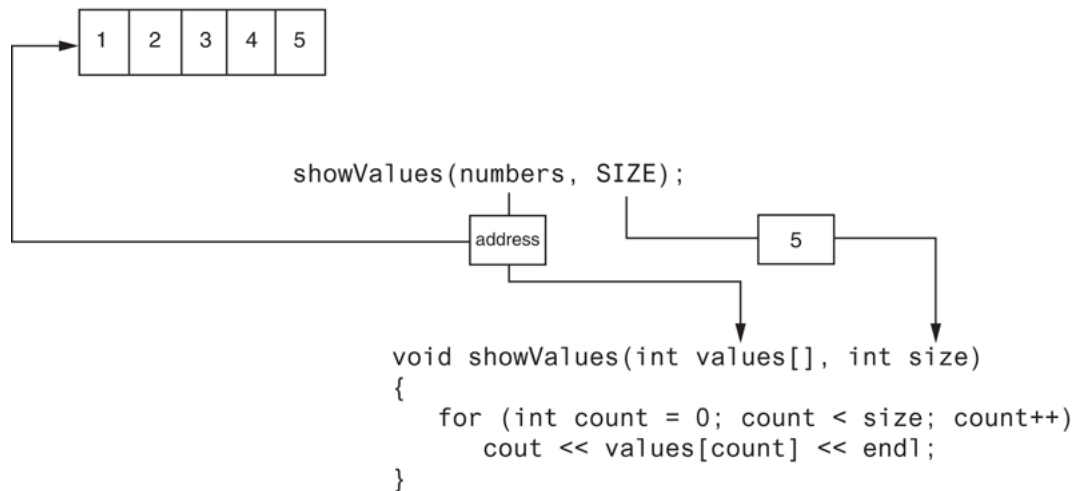 1 2 3 4 5
showValues(numbers, SIZE);
address
5
void showValues(int values[], int size)
{
for (int count = 0; count < size; count++)
cout << values[count] << endl;
}